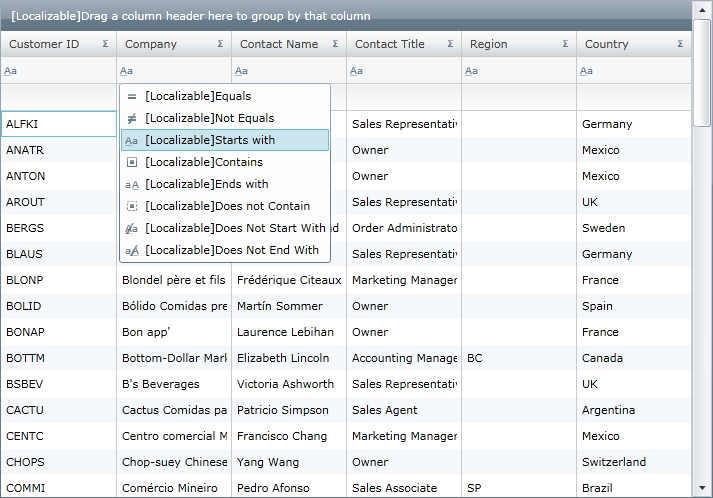 [Localizable]Drag a column header here to group by that column
Customer ID Σ Company Σ Contact Name Σ Contact Title Σ Region Σ Country Σ
Aa Aa Aa Aa Aa Aa
= [Localizable]Equals
≠ [Localizable]Not Equals
ALFKI Sales Representativ Germany
Aa [Localizable]Starts with
ANATR Owner Mexico
[Localizable]Contains
ANTON Owner Mexico
aA [Localizable]Ends with
AROUT Sales Representativ UK
[Localizable]Does not Contain
BERGS Aa [Localizable]Does Not Start With nd Order Administrato Sweden
BLAUS aA [Localizable]Does Not End With Sales Representativ Germany
BLONP Blondel père et fils Frédérique Citeaux Marketing Manager France
BOLID Bólido Comidas pre Martín Sommer Owner Spain
BONAP Bon app' Laurence Lebihan Owner France
BOTTM Bottom-Dollar Mark Elizabeth Lincoln Accounting Manage BC Canada
BSBEV B's Beverages Victoria Ashworth Sales Representativ UK
CACTU Cactus Comidas pa Patricio Simpson Sales Agent Argentina
CENTC Centro comercial M Francisco Chang Marketing Manager Mexico
CHOPS Chop-suey Chinese Yang Wang Owner Switzerland
COMMI Comércio Mineiro Pedro Afonso Sales Associate SP Brazil